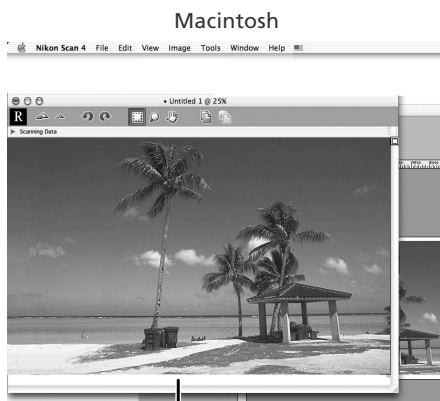 Macintosh
Nikon Scan 4 File Edit View Image Tools Window Help
• Untitled 1 @ 25%
R
Scanning Data